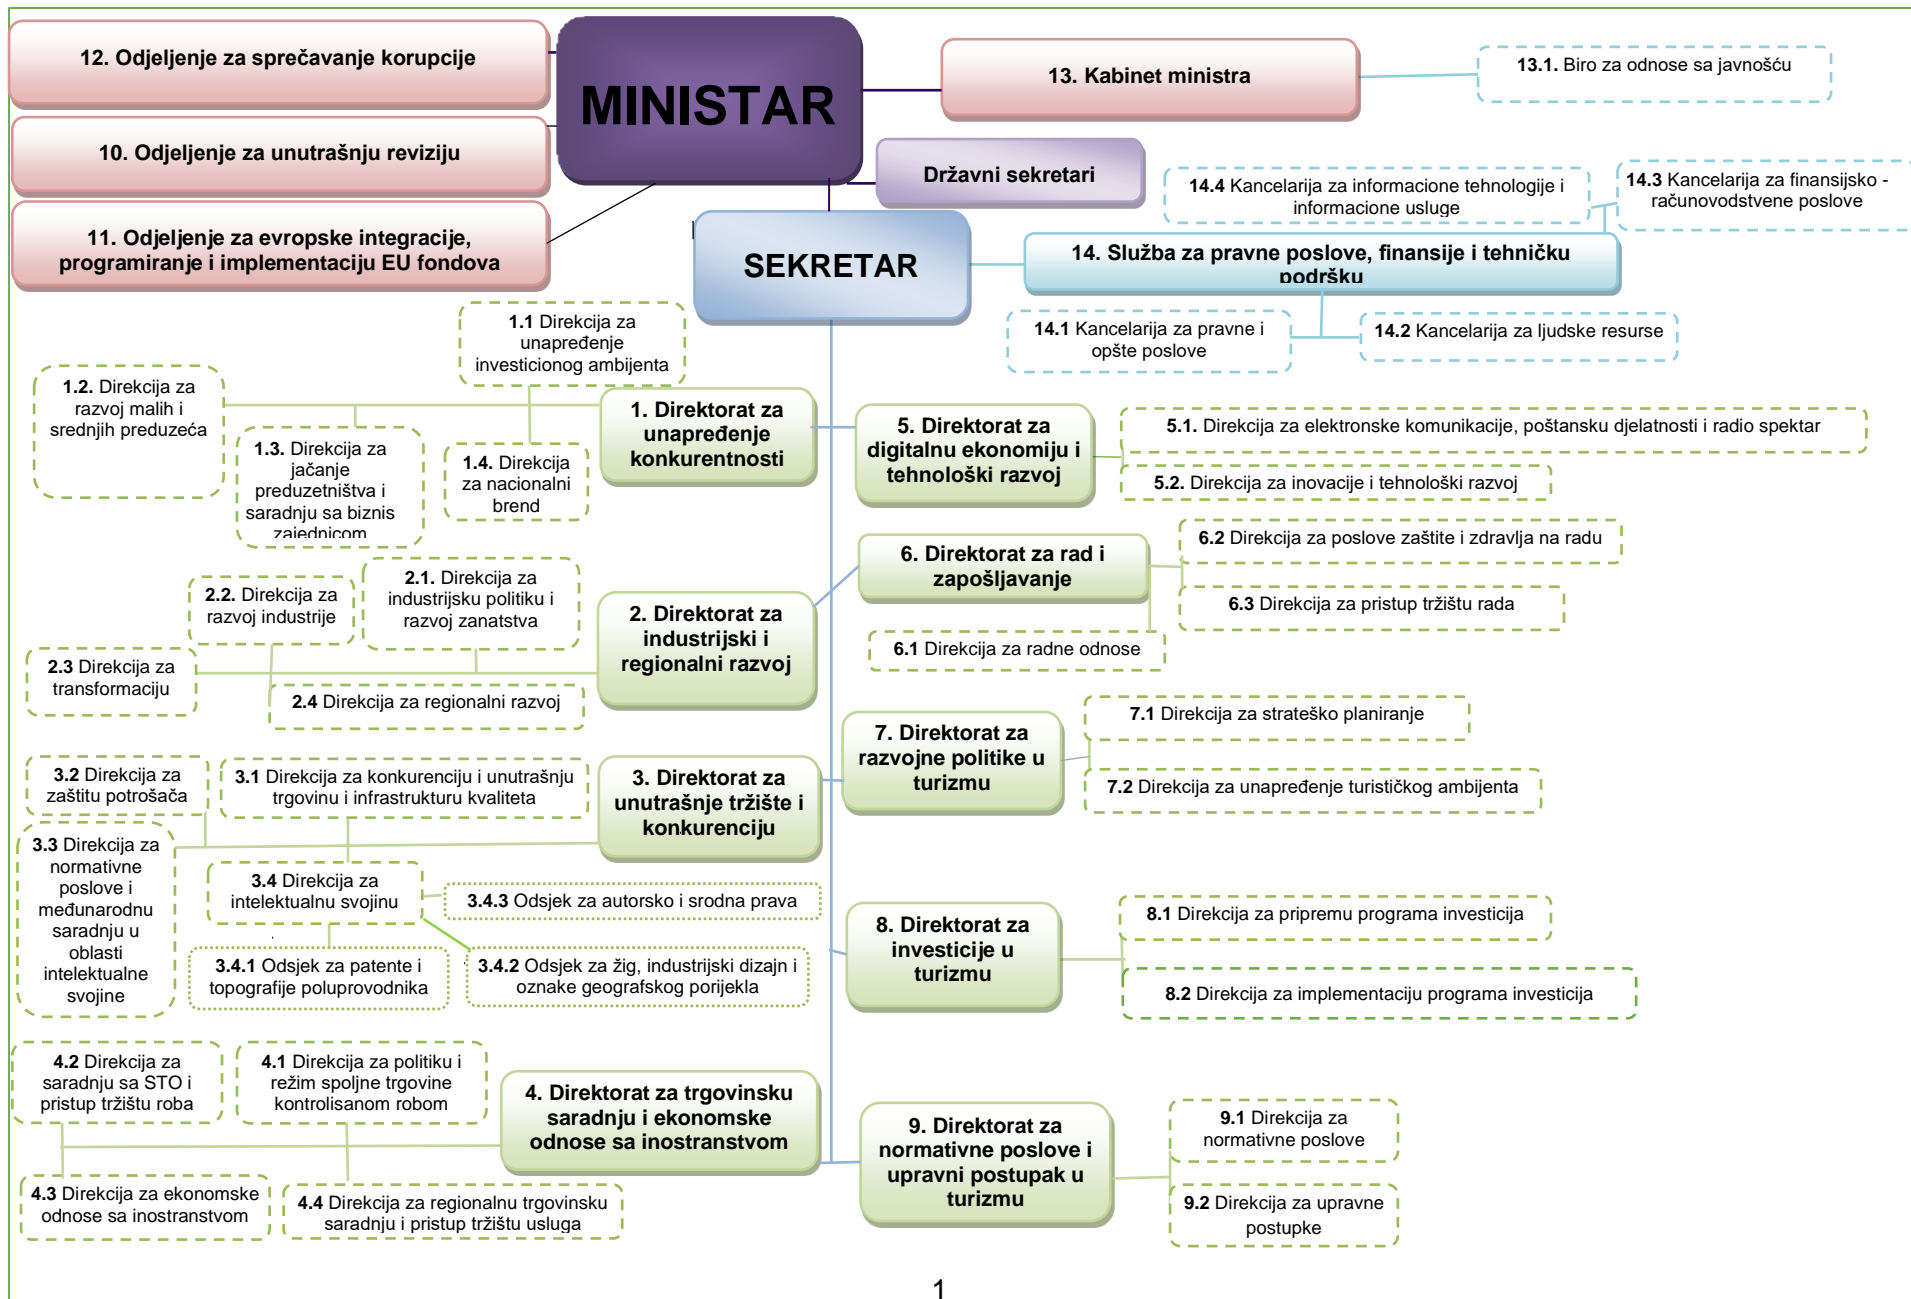 12. Odjeljenje za sprečavanje korupcije
MINISTAR
13. Kabinet ministra
13.1. Biro za odnose sa javnošću
10. Odjeljenje za unutrašnju reviziju
Državni sekretari
14.4 Kancelarija za informacione tehnologije i
informacione usluge
14.3 Kancelarija za finansijsko -
računovodstvene poslove
11. Odjeljenje za evropske integracije,
programiranje i implementaciju EU fondova
SEKRETAR
14. Služba za pravne poslove, finansije i tehničku
podršku
14.1 Kancelarija za pravne i
opšte poslove
14.2 Kancelarija za ljudske resurse
1.1 Direkcija za
unapređenje
investicionog ambijenta
1.2. Direkcija za
razvoj malih i
srednjih preduzeća
1.3. Direkcija za
jačanje
preduzetništva i
saradnju sa biznis
zajednicom
1.4. Direkcija
za nacionalni
brend
1. Direktorat za
unapređenje
konkurentnosti
5. Direktorat za
digitalnu ekonomiju i
tehnološki razvoj
5.1. Direkcija za elektronske komunikacije, poštansku djelatnosti i radio spektar
5.2. Direkcija za inovacije i tehnološki razvoj
2.1. Direkcija za
industrijsku politiku i
razvoj zanatstva
2.2. Direkcija za
razvoj industrije
2.3 Direkcija za
transformaciju
2.4 Direkcija za regionalni razvoj
2. Direktorat za
industrijski i
regionalni razvoj
6. Direktorat za rad i
zapošljavanje
6.2 Direkcija za poslove zaštite i zdravlja na radu
6.3 Direkcija za pristup tržištu rada
6.1 Direkcija za radne odnose
3.2 Direkcija za
zaštitu potrošača
3.1 Direkcija za konkurenciju i unutrašnju
trgovinu i infrastrukturu kvaliteta
3. Direktorat za
unutrašnje tržište i
konkurenciju
7. Direktorat za
razvojne politike u
turizmu
7.1 Direkcija za strateško planiranje
7.2 Direkcija za unapređenje turističkog ambijenta
3.3 Direkcija za
normativne
poslove i
međunarodnu
saradnju u
oblasti
intelektualne
svojine
3.4 Direkcija za
intelektualnu svojinu
3.4.3 Odsjek za autorsko i srodna prava
3.4.1 Odsjek za patente i
topografije poluprovodnika
3.4.2 Odsjek za žig, industrijski dizajn i
oznake geografskog porijekla
8. Direktorat za
investicije u
turizmu
8.1 Direkcija za pripremu programa investicija
8.2 Direkcija za implementaciju programa investicija
4.2 Direkcija za
saradnju sa STO i
pristup tržištu roba
4.1 Direkcija za politiku i
režim spoljne trgovine
kontrolisanom robom
4. Direktorat za trgovinsku
saradnju i ekonomske
odnose sa inostranstvom
4.3 Direkcija za ekonomske
odnose sa inostranstvom
4.4 Direkcija za regionalnu trgovinsku
saradnju i pristup tržištu usluga
9. Direktorat za
normativne poslove i
upravni postupak u
turizmu
9.1 Direkcija za
normativne poslove
9.2 Direkcija za upravne
postupke
1